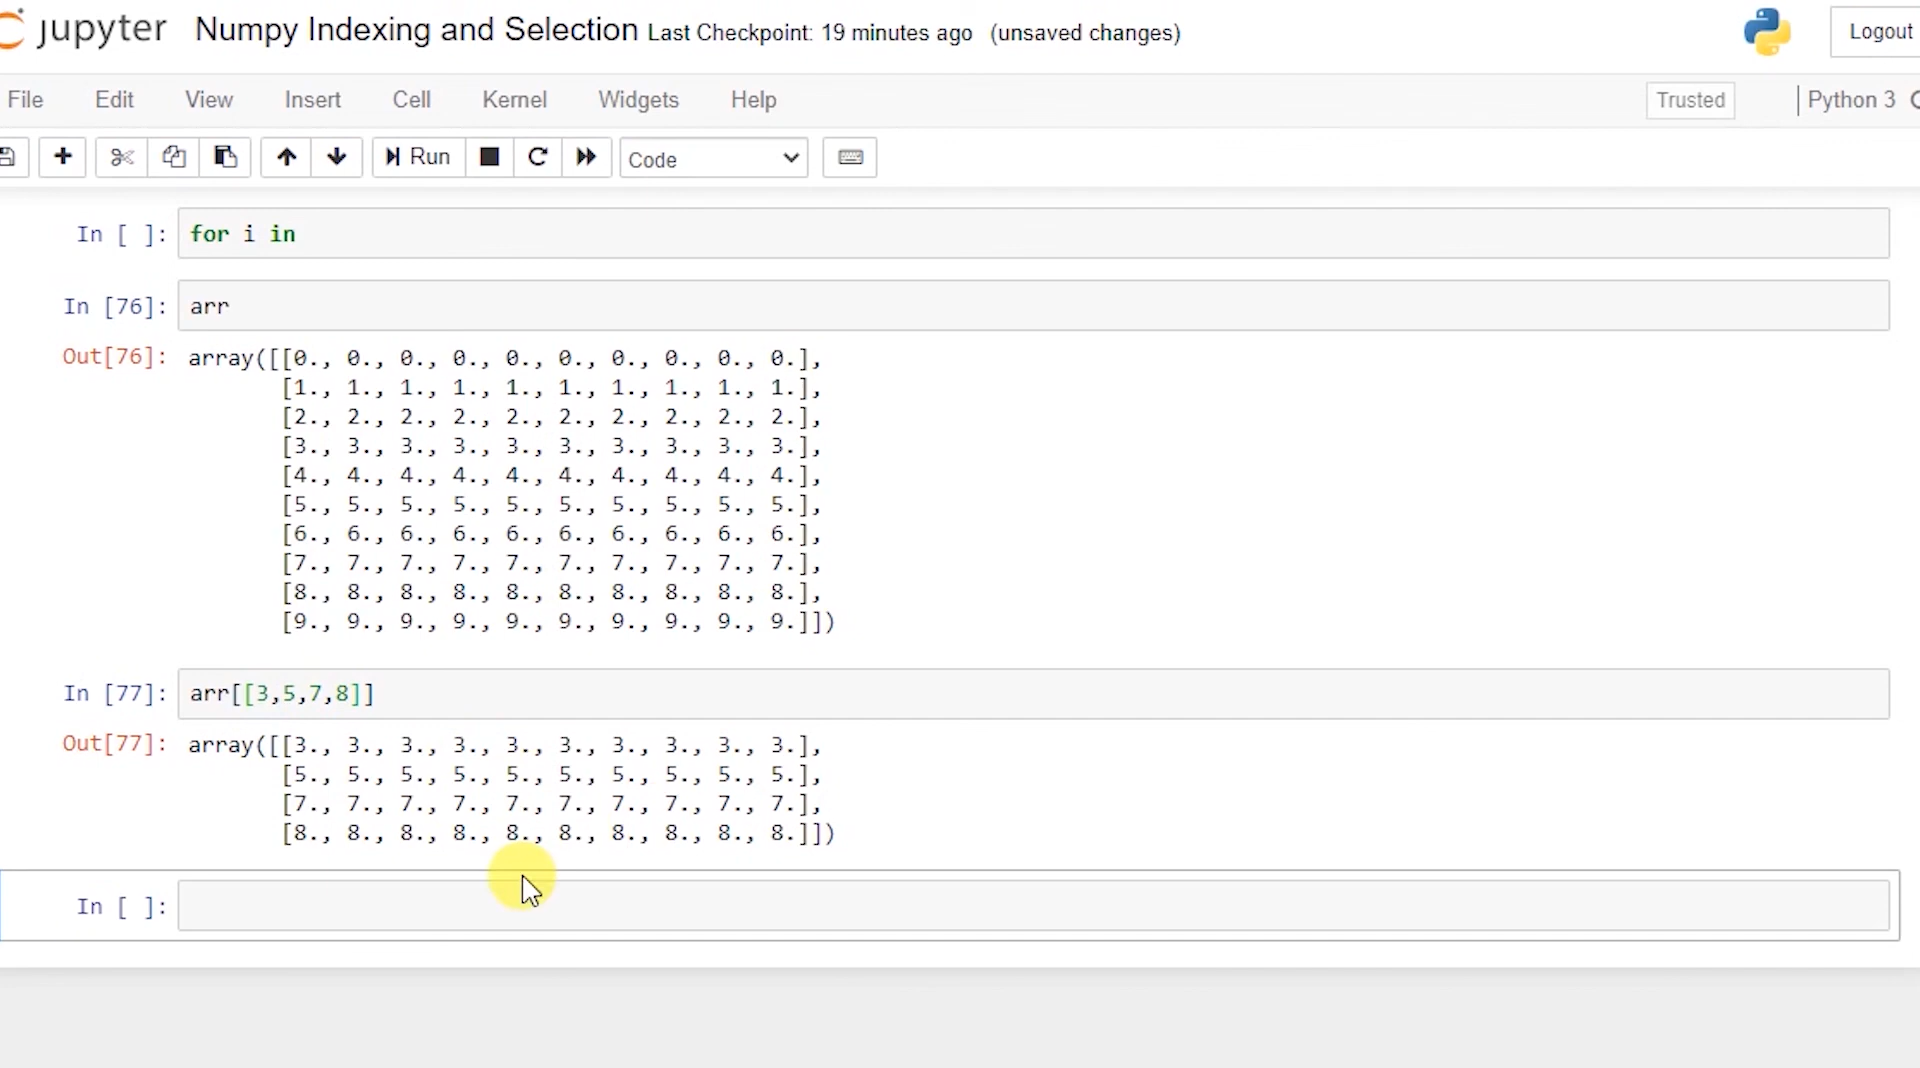 jupyter Numpy Indexing and Selection Last Checkpoint: 19 minutes ago (unsaved changes) Logout
File Edit View Insert Cell Kernel Widgets Help Trusted Python 3
Run Code
In [ ]: for i in
In [76]: arr
Out[76]: array([[0., 0., 0., 0., 0., 0., 0., 0., 0., 0.],
[1., 1., 1., 1., 1., 1., 1., 1., 1., 1.],
[2., 2., 2., 2., 2., 2., 2., 2., 2., 2.],
[3., 3., 3., 3., 3., 3., 3., 3., 3., 3.],
[4., 4., 4., 4., 4., 4., 4., 4., 4., 4.],
[5., 5., 5., 5., 5., 5., 5., 5., 5., 5.],
[6., 6., 6., 6., 6., 6., 6., 6., 6., 6.],
[7., 7., 7., 7., 7., 7., 7., 7., 7., 7.],
[8., 8., 8., 8., 8., 8., 8., 8., 8., 8.],
[9., 9., 9., 9., 9., 9., 9., 9., 9., 9.]])
In [77]: arr[[3,5,7,8]]
Out[77]: array([[3., 3., 3., 3., 3., 3., 3., 3., 3., 3.],
[5., 5., 5., 5., 5., 5., 5., 5., 5., 5.],
[7., 7., 7., 7., 7., 7., 7., 7., 7., 7.],
[8., 8., 8., 8., 8., 8., 8., 8., 8., 8.]])
In [ ]: